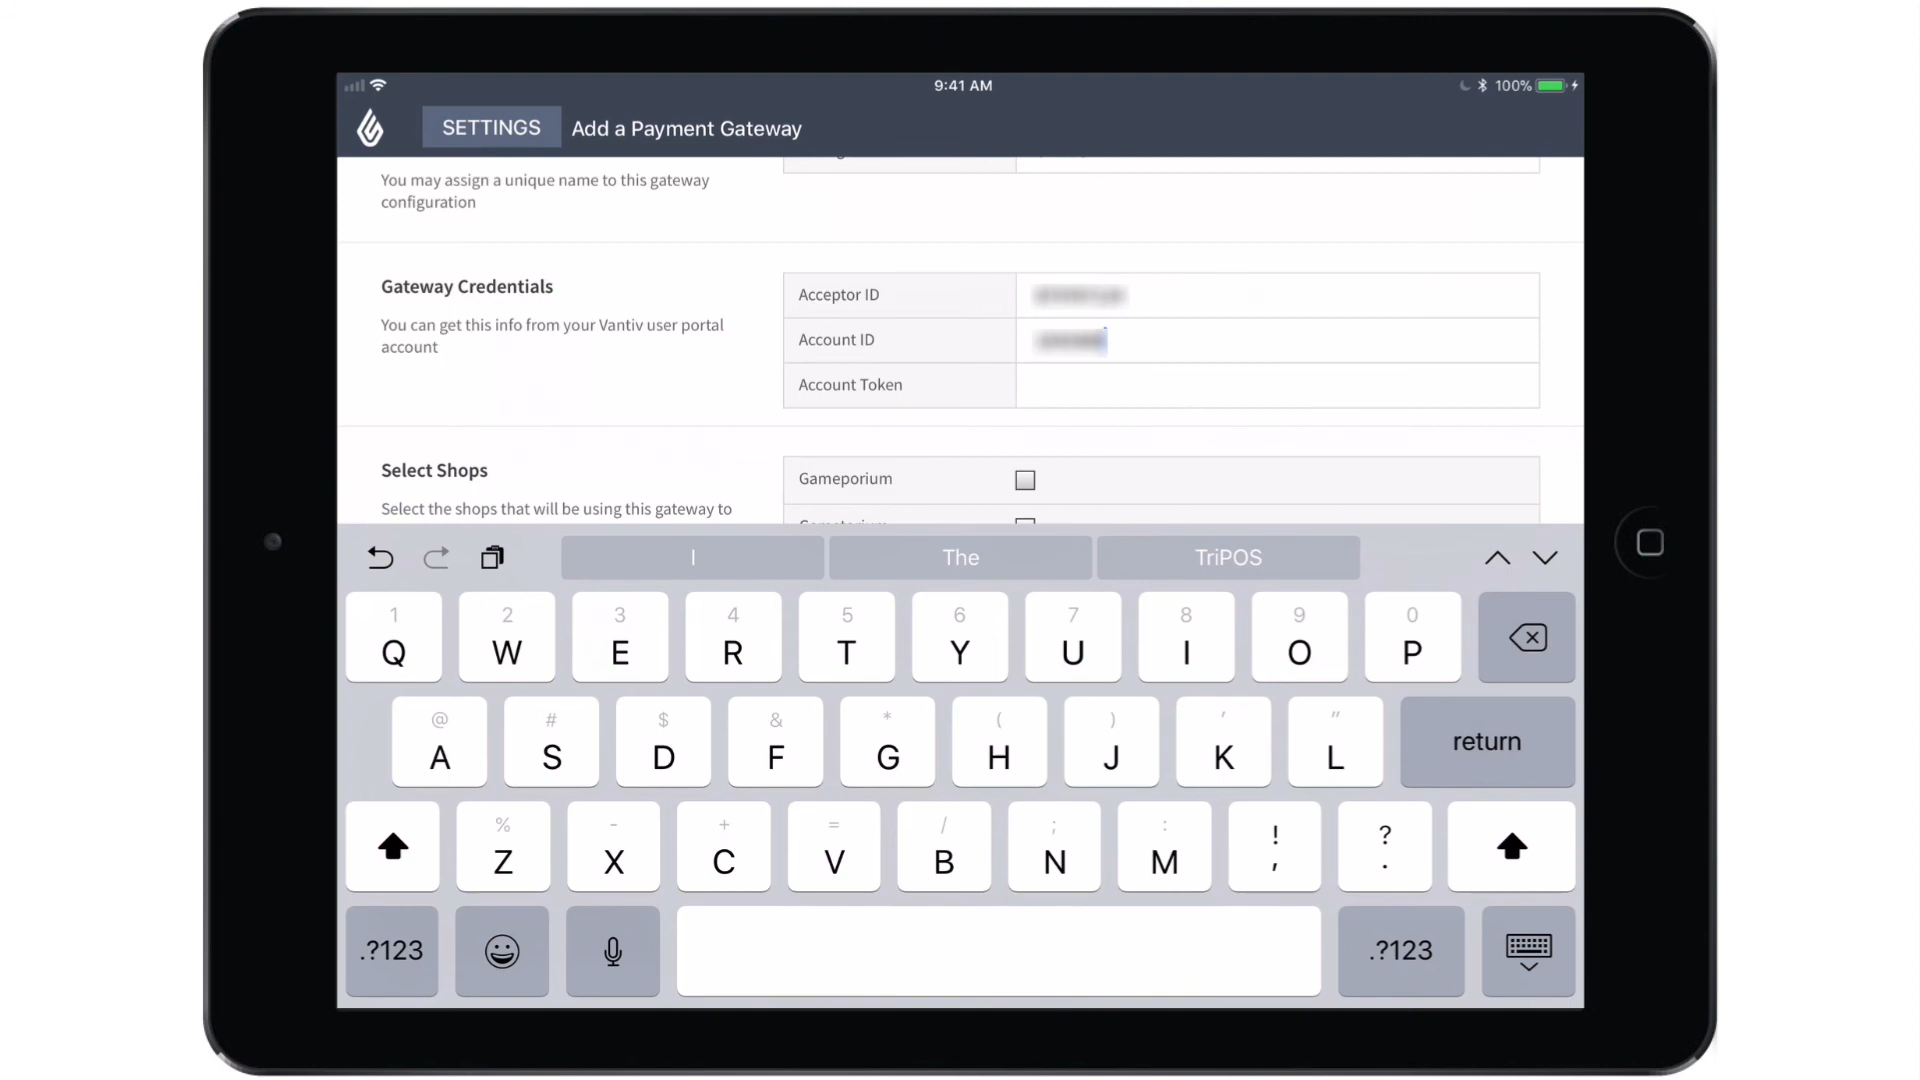 9:41 AM
100%
SETTINGS Add a Payment Gateway
You may assign a unique name to this gateway
configuration
Gateway Credentials
You can get this info from your Vantiv user portal
account
Acceptor ID
Account ID
Account Token
Select Shops
Select the shops that will be using this gateway to
Gameporium
I The TriPOS
1 2 3 4 5 6 7 8 9 0
Q W E R T Y U I O P
@ # $ & * ( ) ' "
A S D F G H J K L return
% - + = / ; : ! ?
Z X C V B N M , .
.?123 .?123